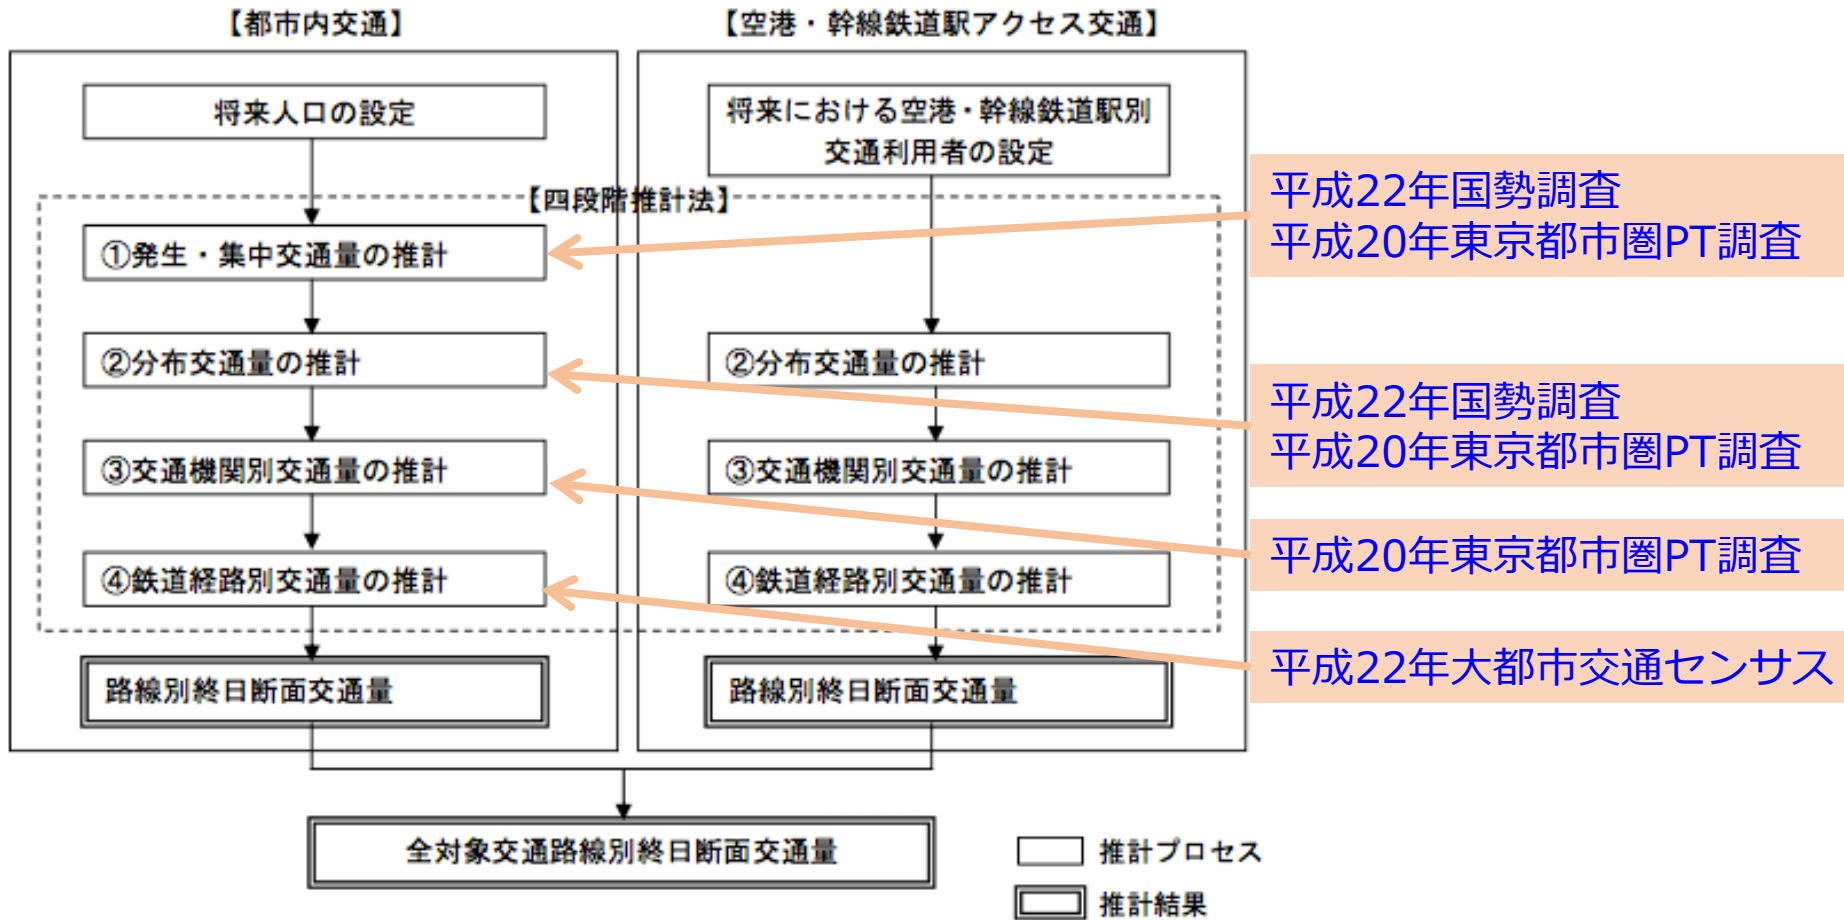 【都市内交通】
将来人口の設定
【四段階推計法】
①発生・集中交通量の推計
②分布交通量の推計
③交通機関別交通量の推計
④鉄道経路別交通量の推計
路線別終日断面交通量
【空港・幹線鉄道駅アクセス交通】
将来における空港・幹線鉄道駅別
交通利用者の設定
②分布交通量の推計
③交通機関別交通量の推計
④鉄道経路別交通量の推計
路線別終日断面交通量
平成22年国勢調査
平成20年東京都市圏PT調査
平成22年国勢調査
平成20年東京都市圏PT調査
平成20年東京都市圏PT調査
平成22年大都市交通センサス
全対象交通路線別終日断面交通量
推計プロセス
推計結果